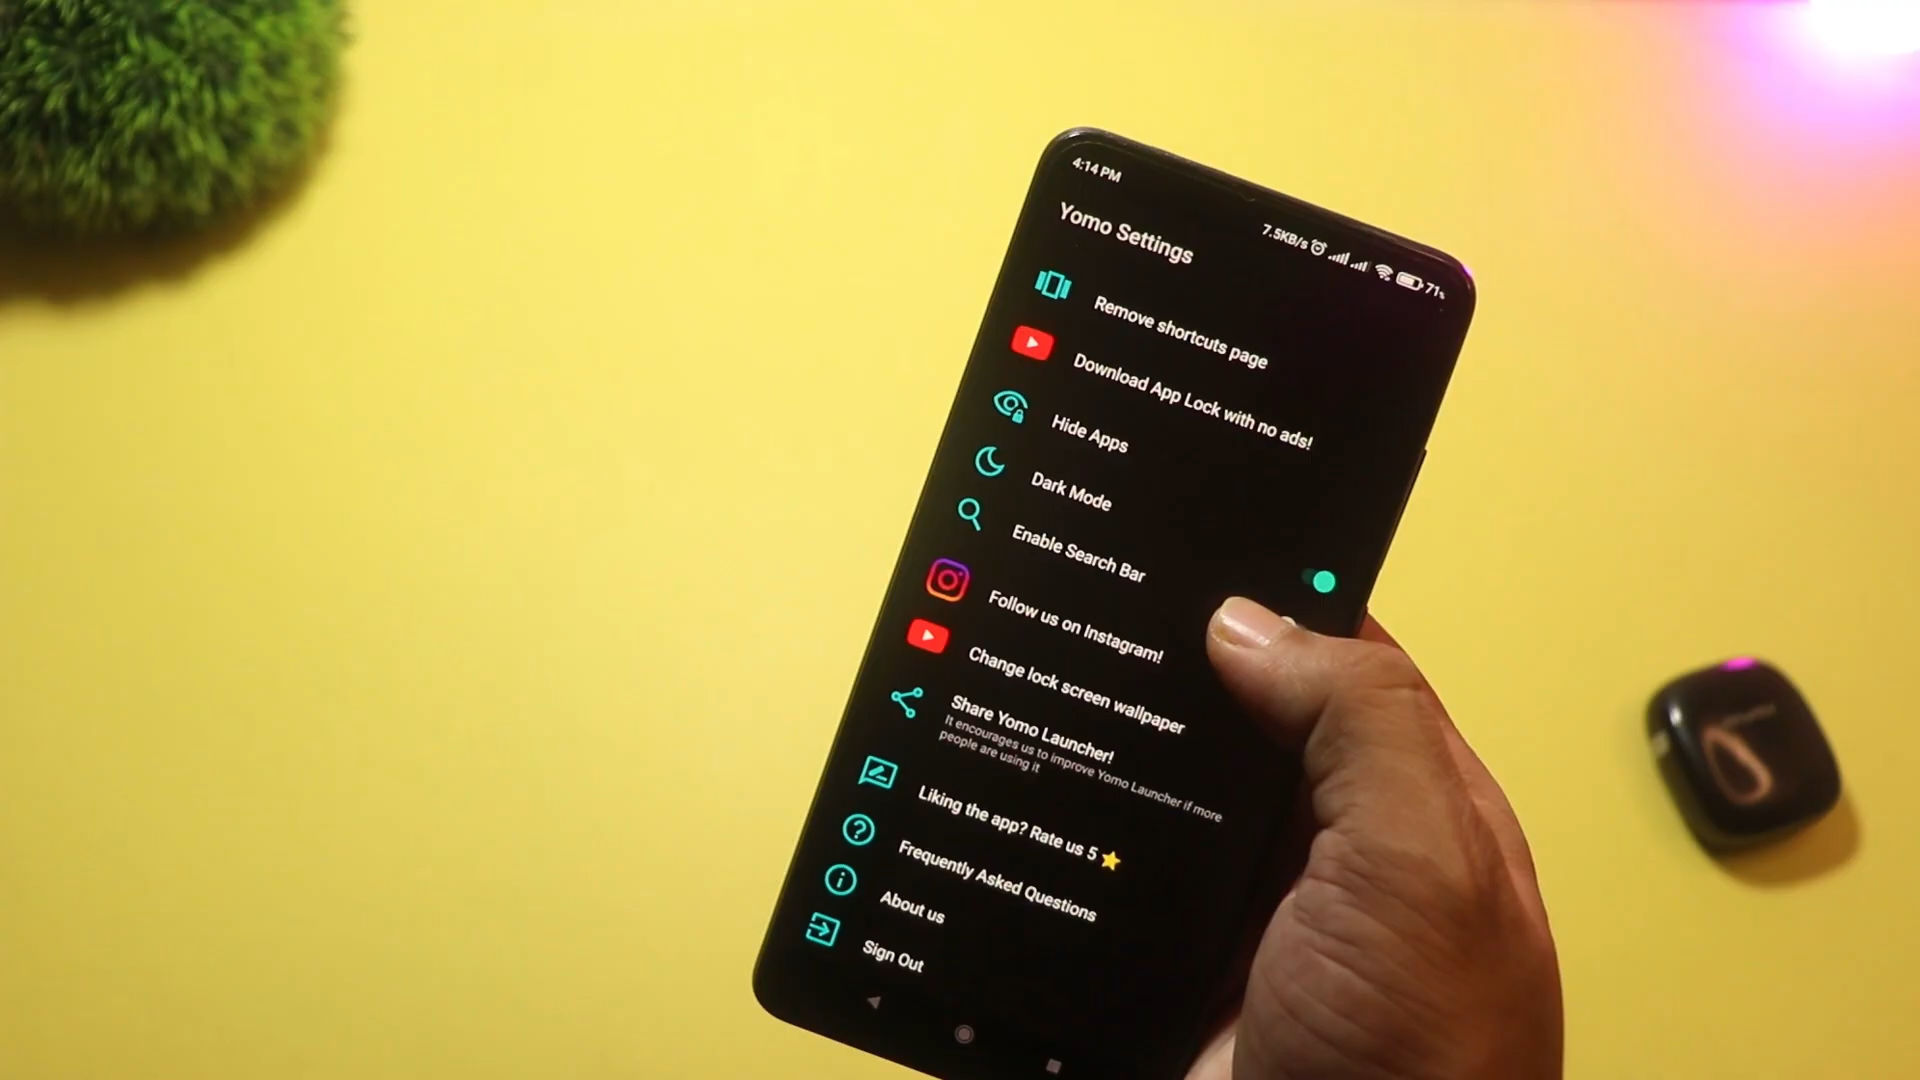 4:14 PM
7.5KB/s
71%
Yomo Settings
Remove shortcuts page
Download App Lock with no ads!
Hide Apps
Dark Mode
Enable Search Bar
Follow us on Instagram!
Change lock screen wallpaper
Share Yomo Launcher!
It encourages us to improve Yomo Launcher if more
people are using it
Liking the app? Rate us 5 ⭐
Frequently Asked Questions
About us
Sign Out